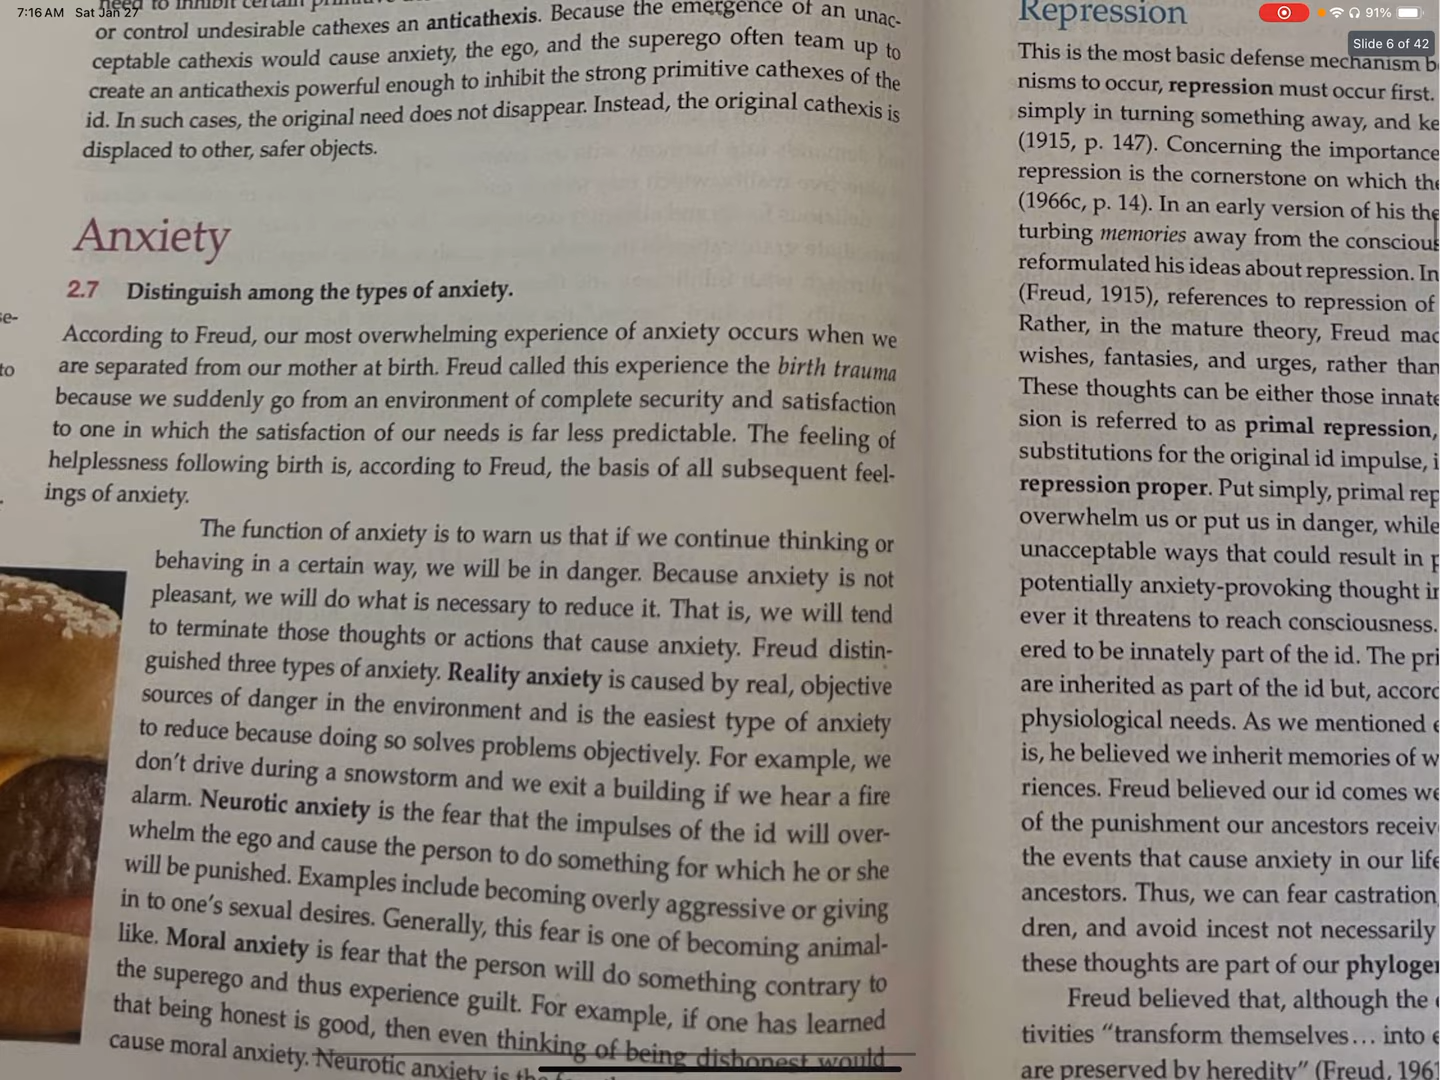 7:16 AM Sat Jan 27
91%
Slide 6 of 42
need to inhibit certain
or control undesirable cathexes an anticathexis. Because the emergence of an unac-
ceptable cathexis would cause anxiety, the ego, and the superego often team up to
create an anticathexis powerful enough to inhibit the strong primitive cathexes of the
id. In such cases, the original need does not disappear. Instead, the original cathexis is
displaced to other, safer objects.
Anxiety
2.7 Distinguish among the types of anxiety.
According to Freud, our most overwhelming experience of anxiety occurs when we
are separated from our mother at birth. Freud called this experience the birth trauma
because we suddenly go from an environment of complete security and satisfaction
to one in which the satisfaction of our needs is far less predictable. The feeling of
helplessness following birth is, according to Freud, the basis of all subsequent feel-
ings of anxiety.
The function of anxiety is to warn us that if we continue thinking or
behaving in a certain way, we will be in danger. Because anxiety is not
pleasant, we will do what is necessary to reduce it. That is, we will tend
to terminate those thoughts or actions that cause anxiety. Freud distin-
guished three types of anxiety. Reality anxiety is caused by real, objective
sources of danger in the environment and is the easiest type of anxiety
to reduce because doing so solves problems objectively. For example, we
don't drive during a snowstorm and we exit a building if we hear a fire
alarm. Neurotic anxiety is the fear that the impulses of the id will over-
whelm the ego and cause the person to do something for which he or she
will be punished. Examples include becoming overly aggressive or giving
in to one's sexual desires. Generally, this fear is one of becoming animal-
like. Moral anxiety is fear that the person will do something contrary to
the superego and thus experience guilt. For example, if one has learned
that being honest is good, then even thinking of being dishonest would
cause moral anxiety. Neurotic anxiety is the
se-
to
Repression
This is the most basic defense mechanism b
nisms to occur, repression must occur first.
simply in turning something away, and ke
(1915, p. 147). Concerning the importance
repression is the cornerstone on which the
(1966c, p. 14). In an early version of his the
turbing memories away from the conscious
reformulated his ideas about repression. In
(Freud, 1915), references to repression of
Rather, in the mature theory, Freud mad
wishes, fantasies, and urges, rather than
These thoughts can be either those innate
sion is referred to as primal repression,
substitutions for the original id impulse, i
repression proper. Put simply, primal rep
overwhelm us or put us in danger, while
unacceptable ways that could result in p
potentially anxiety-provoking thought in
ever it threatens to reach consciousness.
ered to be innately part of the id. The pri
are inherited as part of the id but, accord
physiological needs. As we mentioned e
is, he believed we inherit memories of w
riences. Freud believed our id comes we
of the punishment our ancestors receiv
the events that cause anxiety in our life
ancestors. Thus, we can fear castration
dren, and avoid incest not necessarily
these thoughts are part of our phyloge
Freud believed that, although the
tivities "transform themselves... into e
are preserved by heredity" (Freud, 196